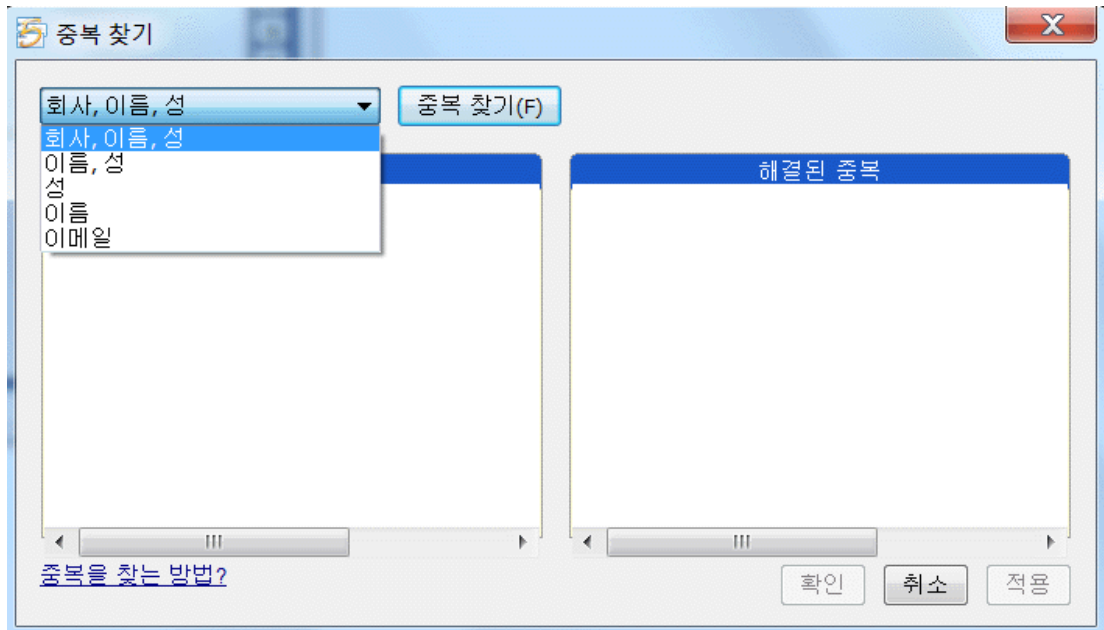 중복 찾기
회사, 이름, 성
중복 찾기(F)
회사, 이름, 성
이름, 성
성
이름
이메일
해결된 중복
중복을 찾는 방법?
확인
취소
적용